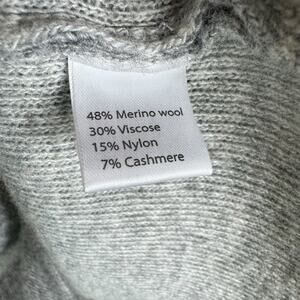 48% Merino wool
30% Viscose
15% Nylon
7% Cashmere